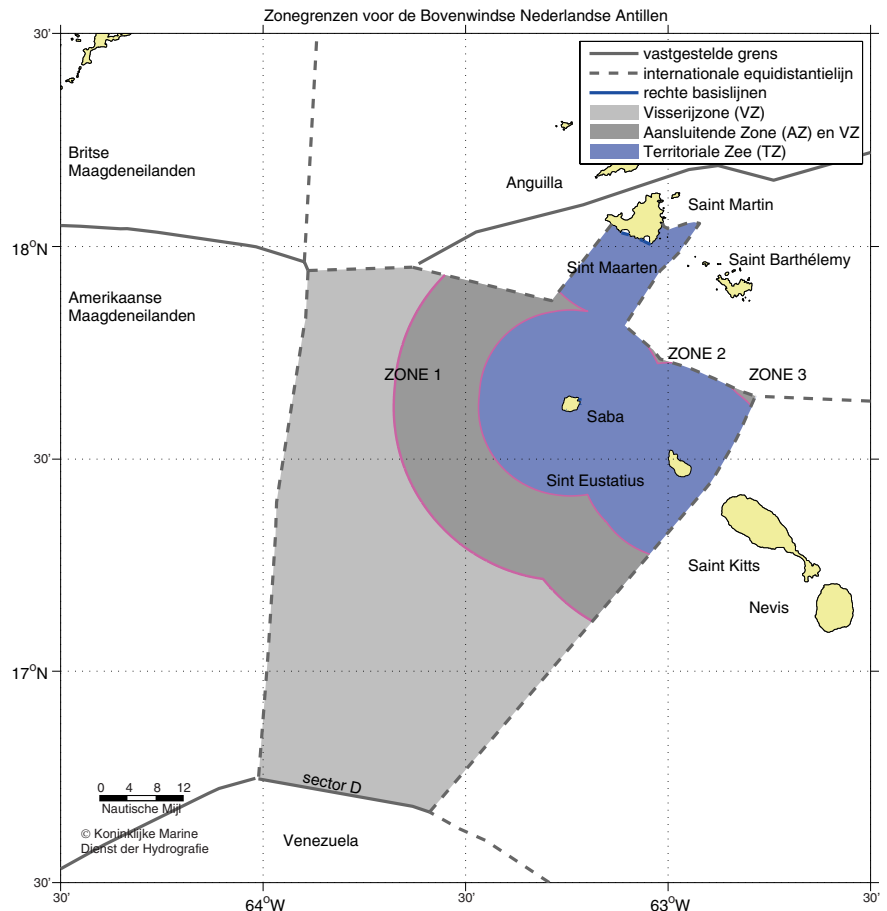 Zonegrenzen voor de Bovenwindse Nederlandse Antillen
30'
vastgestelde grens
internationale equidistantielijn
rechte basislijnen
Visserijzone (VZ)
Aansluitende Zone (AZ) en VZ
Territoriale Zee (TZ)
Britse
Maagdeneilanden
Anguilla
Saint Martin
18°N
Sint Maarten
Saint Barthélemy
Amerikaanse
Maagdeneilanden
ZONE 1
ZONE 2
ZONE 3
Saba
30'
Sint Eustatius
Saint Kitts
Nevis
17°N
sector D
0 4 8 12
Nautische Mijl
© Koninklijke Marine
Dienst der Hydrografie
Venezuela
30'
30'
64°W
30'
63°W
30'